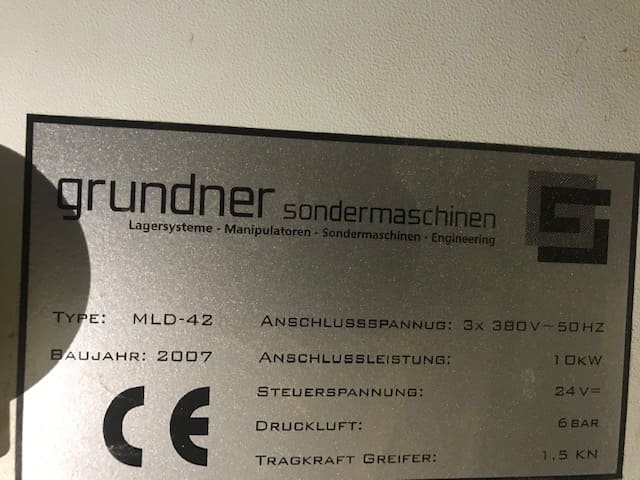 grundner sondermaschinen
Lagersysteme - Manipulatoren - Sondermaschinen - Engineering
TYPE: MLD-42 ANSCHLUSSSPANNUG: 3X 380V~50HZ
BAUJAHR: 2007 ANSCHLUSSLEISTUNG: 10KW
STEUERSPANNUNG: 24V=
CE DRUCKLUFT: 6BAR
TRAGKRAFT GREIFER: 1,5 KN